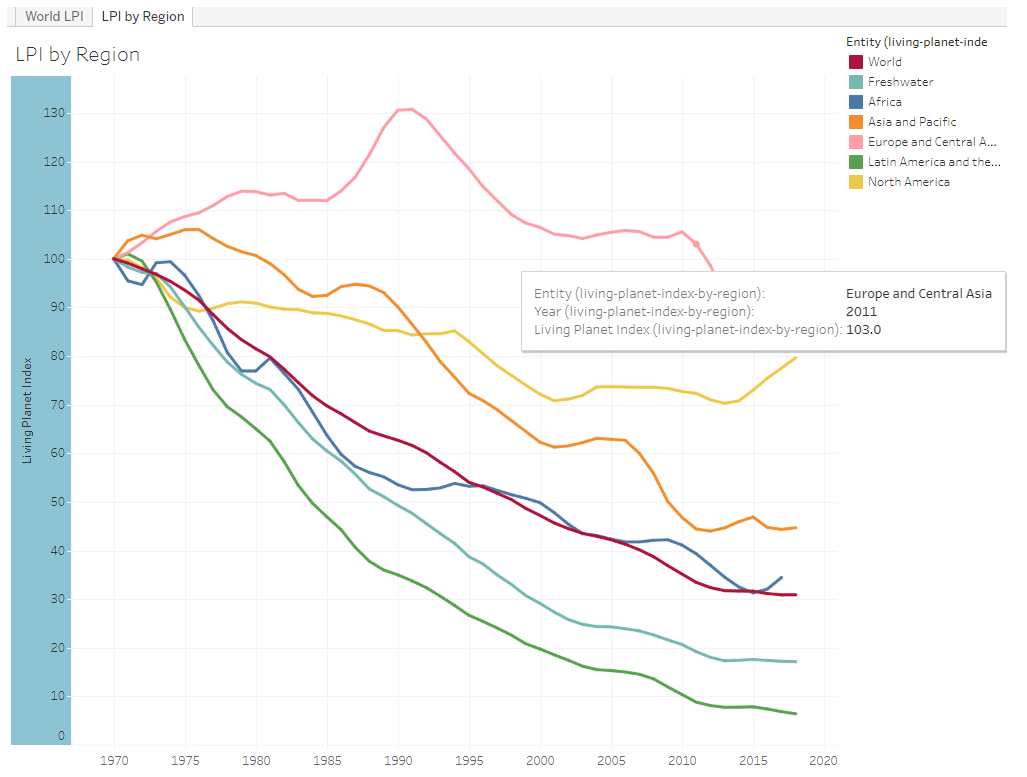 World LPI LPI by Region
LPI by Region
Entity (living-planet-inde
World
Freshwater
Africa
Asia and Pacific
Europe and Central A...
Latin America and the...
North America
Living Planet Index
130
120
110
100
90
80
70
60
50
40
30
20
10
0
Entity (living-planet-index-by-region): Europe and Central Asia
Year (living-planet-index-by-region): 2011
Living Planet Index (living-planet-index-by-region): 103.0
1970 1975 1980 1985 1990 1995 2000 2005 2010 2015 2020